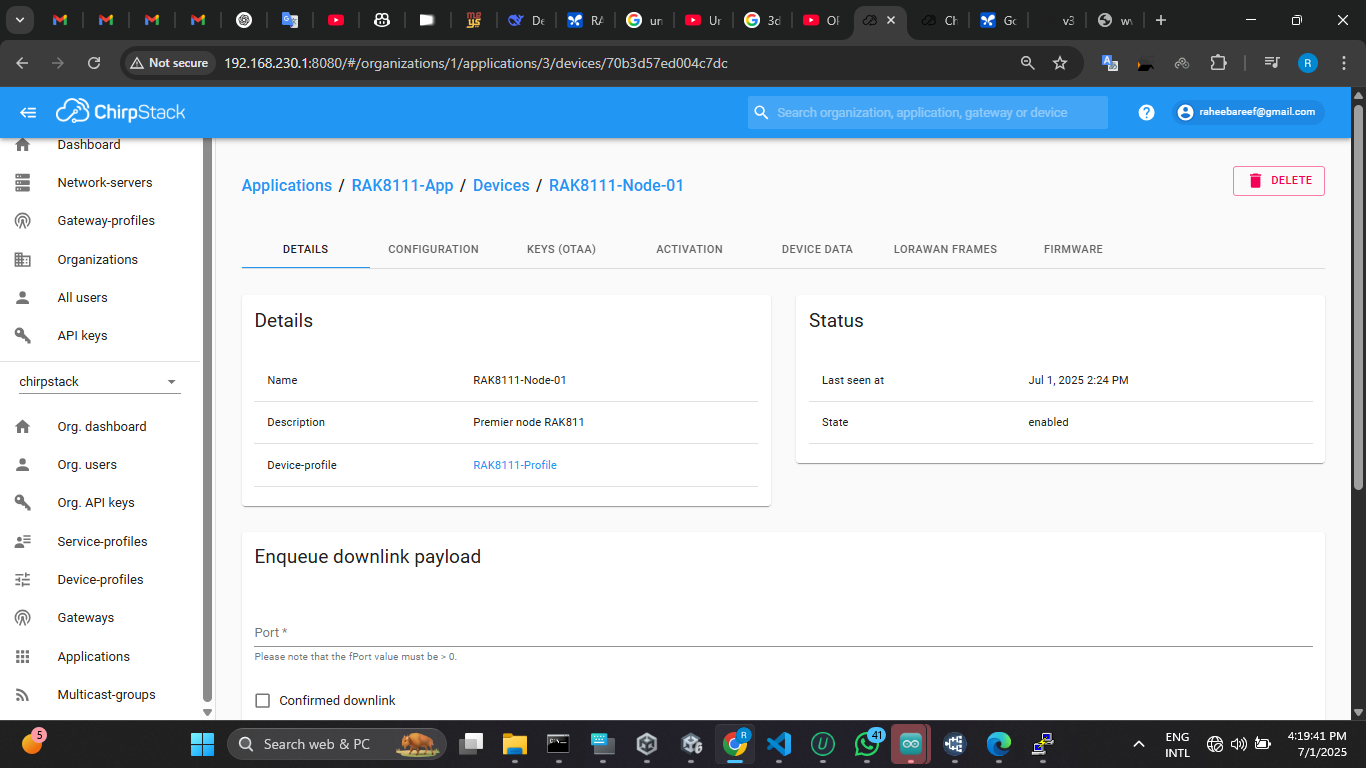 De
RA
un
Ur
3d
Ol
Ch
Go
v3
Not secure
192.168.230.1:8080/#/organizations/1/applications/3/devices/70b3d57ed004c7dc
R
ChirpStack
Search organization, application, gateway or device
raheebareef@gmail.com
Dashboard
Network-servers
Gateway-profiles
Organizations
All users
API keys
chirpstack
Org. dashboard
Org. users
Org. API keys
Service-profiles
Device-profiles
Gateways
Applications
Multicast-groups
Applications / RAK8111-App / Devices / RAK8111-Node-01
DELETE
DETAILS CONFIGURATION KEYS (OTAA) ACTIVATION DEVICE DATA LORAWAN FRAMES FIRMWARE
Details
Name RAK8111-Node-01
Description Premier node RAK811
Device-profile RAK8111-Profile
Status
Last seen at Jul 1, 2025 2:24 PM
State enabled
Enqueue downlink payload
Port *
Please note that the fPort value must be > 0.
Confirmed downlink
5
Search web & PC
R
41
ENG
INTL
4:19:41 PM
7/1/2025